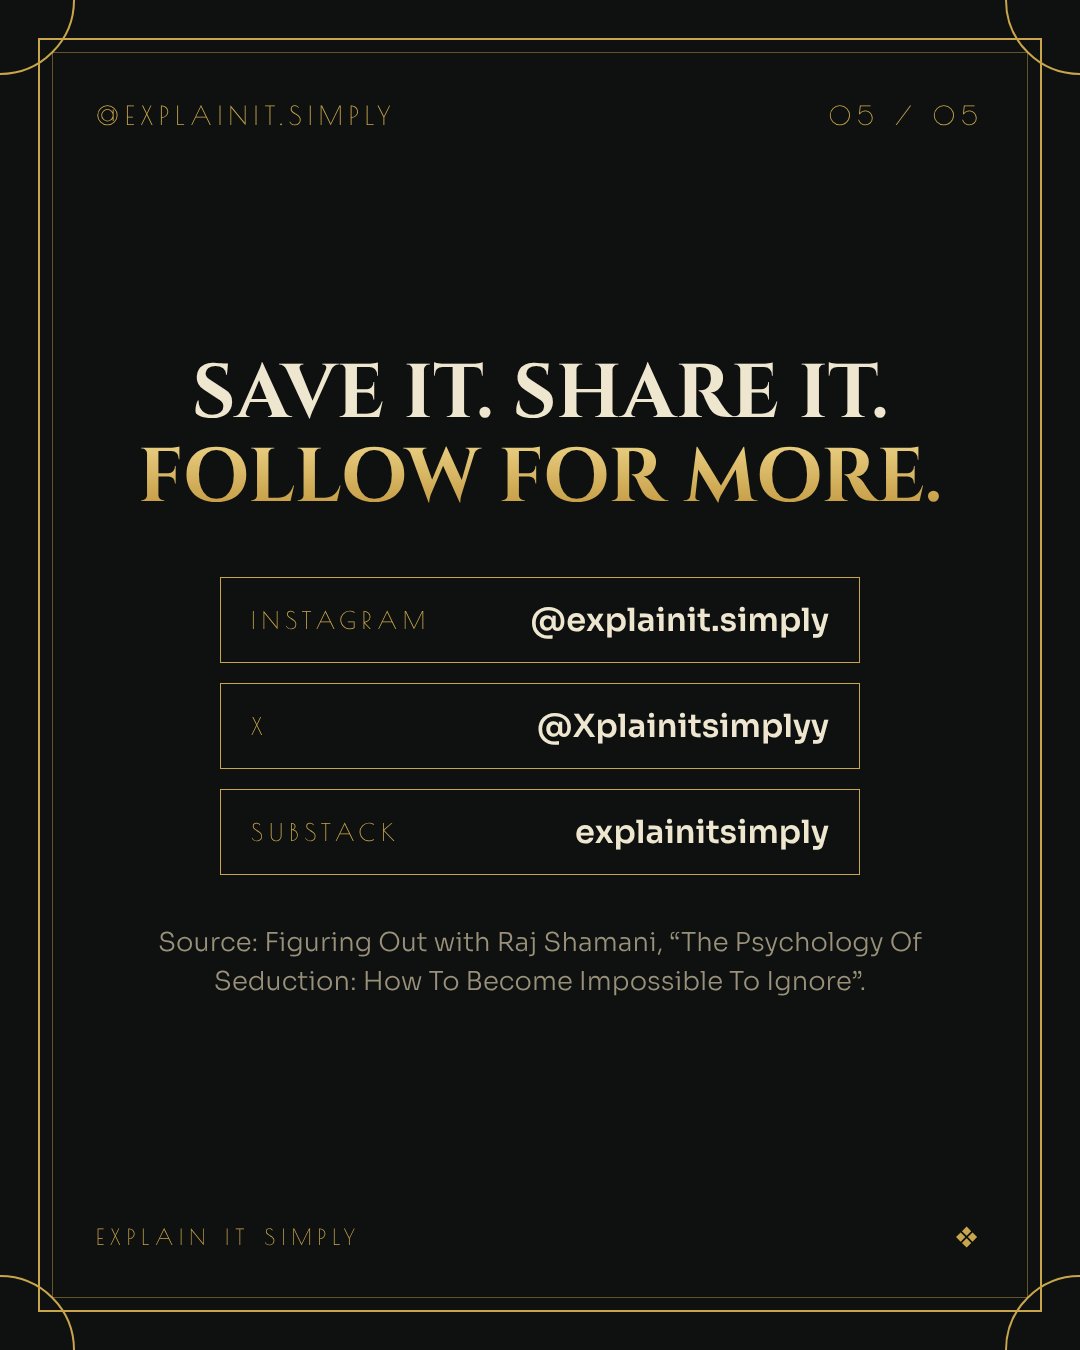 @EXPLAINIT.SIMPLY
05 / 05
SAVE IT. SHARE IT.
FOLLOW FOR MORE.
INSTAGRAM @explainit.simply
X @Xplainitsimplyy
SUBSTACK explainitsimply
Source: Figuring Out with Raj Shamani, “The Psychology Of
Seduction: How To Become Impossible To Ignore”.
EXPLAIN IT SIMPLY